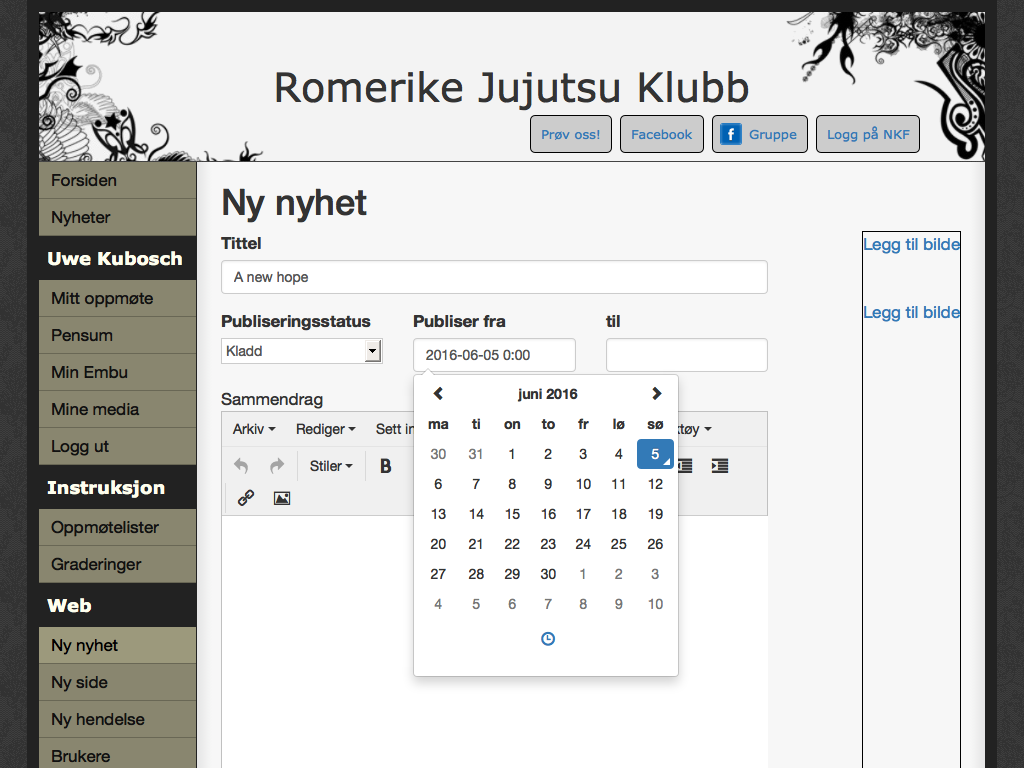 Romerike Jujutsu Klubb
Prøv oss! Facebook f Gruppe Logg på NKF
Forsiden
Nyheter
Uwe Kubosch
Mitt oppmøte
Pensum
Min Embu
Mine media
Logg ut
Instruksjon
Oppmøtelister
Graderinger
Web
Ny nyhet
Ny side
Ny hendelse
Brukere
Ny nyhet
Tittel
A new hope
Publiseringsstatus Publiser fra til
Kladd 2016-06-05 0:00
Sammendrag
Arkiv Rediger Sett in
Stiler B
juni 2016
ma ti on to fr lø sø
30 31 1 2 3 4 5
6 7 8 9 10 11 12
13 14 15 16 17 18 19
20 21 22 23 24 25 26
27 28 29 30 1 2 3
4 5 6 7 8 9 10
Legg til bilde
Legg til bilde